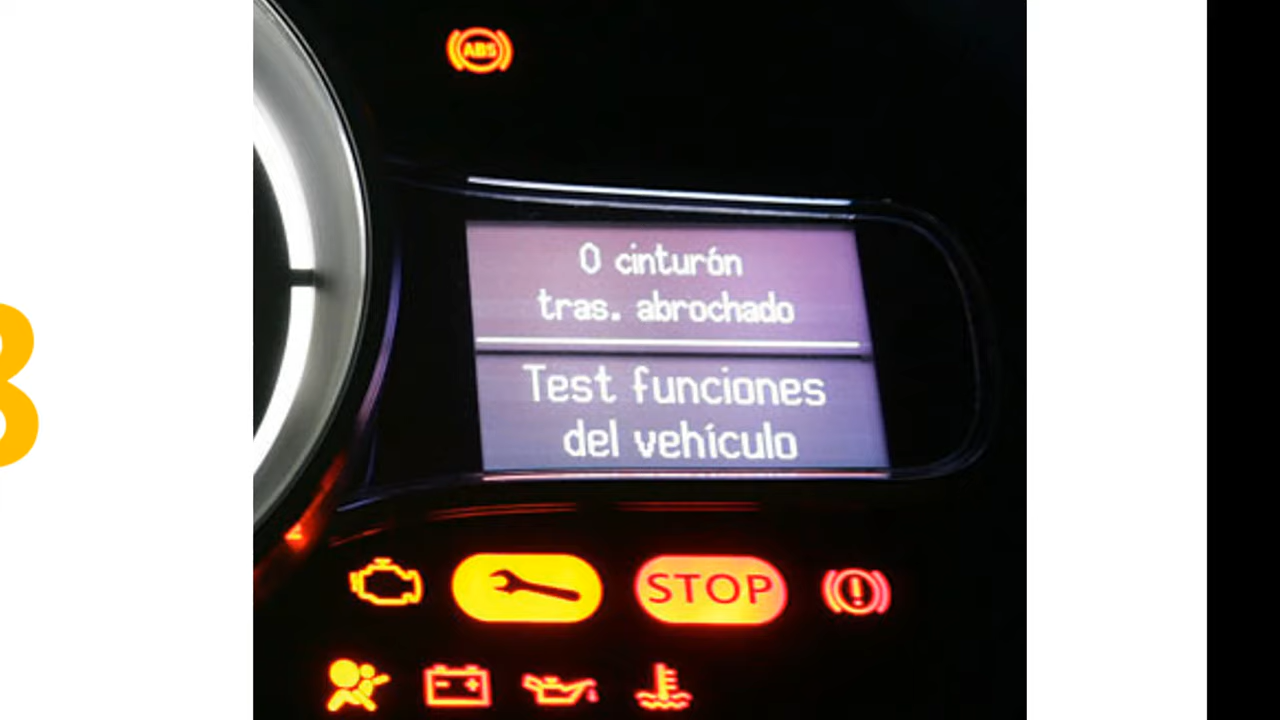 ABS
0 cinturón
tras. abrochado
Test funciones
del vehículo
STOP